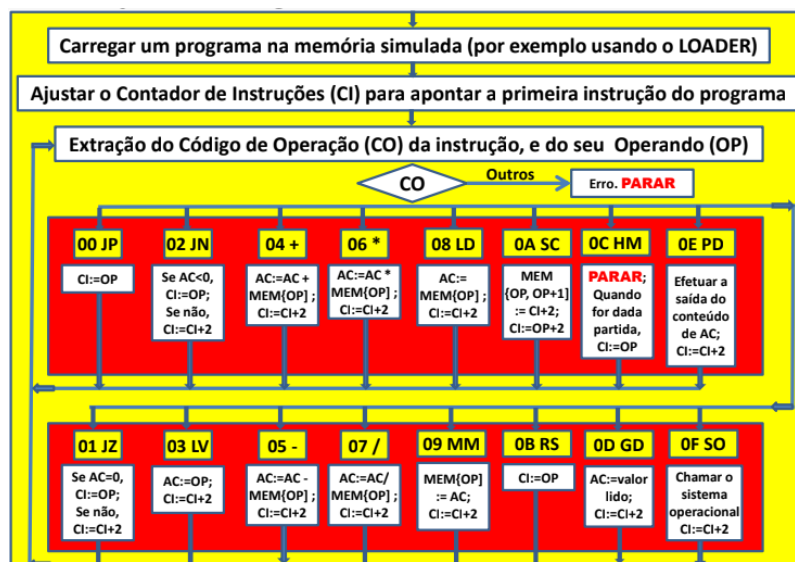 Carregar um programa na memória simulada (por exemplo usando o LOADER)
Ajustar o Contador de Instruções (CI) para apontar a primeira instrução do programa
Extração do Código de Operação (CO) da instrução, e do seu Operando (OP)
CO
Outros
Erro. PARAR
00 JP
CI:=OP
02 JN
Se AC<0,
CI:=OP;
Se não,
CI:=CI+2
04 +
AC:=AC +
MEM{OP] ;
CI:=CI+2
06 *
AC:=AC *
MEM{OP] ;
CI:=CI+2
08 LD
AC:=
MEM{OP] ;
CI:=CI+2
0A SC
MEM
{OP, OP+1]
:= CI+2;
CI:=OP+2
0C HM
PARAR;
Quando
for dada
partida,
CI:=OP
0E PD
Efetuar a
saída do
conteúdo
de AC;
CI:=CI+2
01 JZ
Se AC=0,
CI:=OP;
Se não,
CI:=CI+2
03 LV
AC:=OP;
CI:=CI+2
05 -
AC:=AC -
MEM{OP] ;
CI:=CI+2
07 /
AC:=AC/
MEM{OP] ;
CI:=CI+2
09 MM
MEM{OP]
:= AC;
CI:=CI+2
0B RS
CI:=OP
0D GD
AC:=valor
lido;
CI:=CI+2
0F SO
Chamar o
sistema
operacional
CI:=CI+2